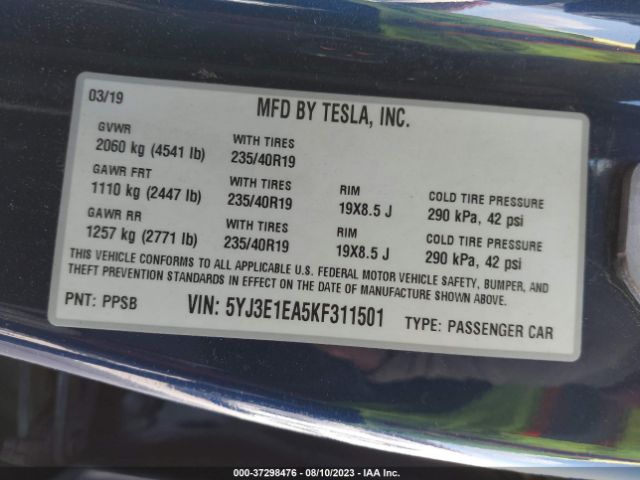 03/19 MFD BY TESLA, INC.
GVWR
2060 kg (4541 lb) WITH TIRES 235/40R19
GAWR FRT
1110 kg (2447 lb) WITH TIRES 235/40R19 RIM 19X8.5 J COLD TIRE PRESSURE 290 kPa, 42 psi
GAWR RR
1257 kg (2771 lb) WITH TIRES 235/40R19 RIM 19X8.5 J COLD TIRE PRESSURE 290 kPa, 42 psi
THIS VEHICLE CONFORMS TO ALL APPLICABLE U.S. FEDERAL MOTOR VEHICLE SAFETY, BUMPER, AND
THEFT PREVENTION STANDARDS IN EFFECT ON THE DATE OF MANUFACTURE SHOWN ABOVE.
PNT: PPSB VIN: 5YJ3E1EA5KF311501 TYPE: PASSENGER CAR
000-37298476 - 08/10/2023 - IAA Inc.